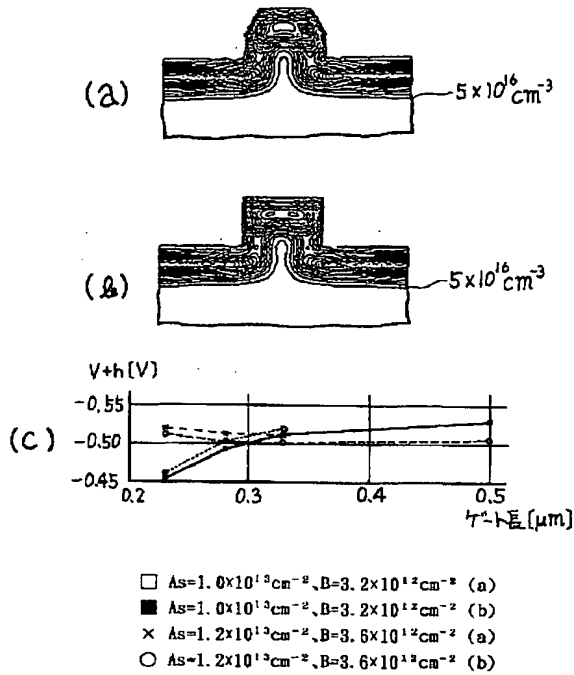 (a)
5×10¹⁶cm⁻³
(b)
5×10¹⁶cm⁻³
(c)
V+h[V]
-0.55
-0.50
-0.45
0.2
0.3
0.4
0.5
ゲート長[μm]
□ As=1.0×10¹³cm⁻²、B=3.2×10¹²cm⁻² (a)
■ As=1.0×10¹³cm⁻²、B=3.2×10¹²cm⁻² (b)
× As=1.2×10¹³cm⁻²、B=3.6×10¹²cm⁻² (a)
○ As=1.2×10¹³cm⁻²、B=3.6×10¹²cm⁻² (b)